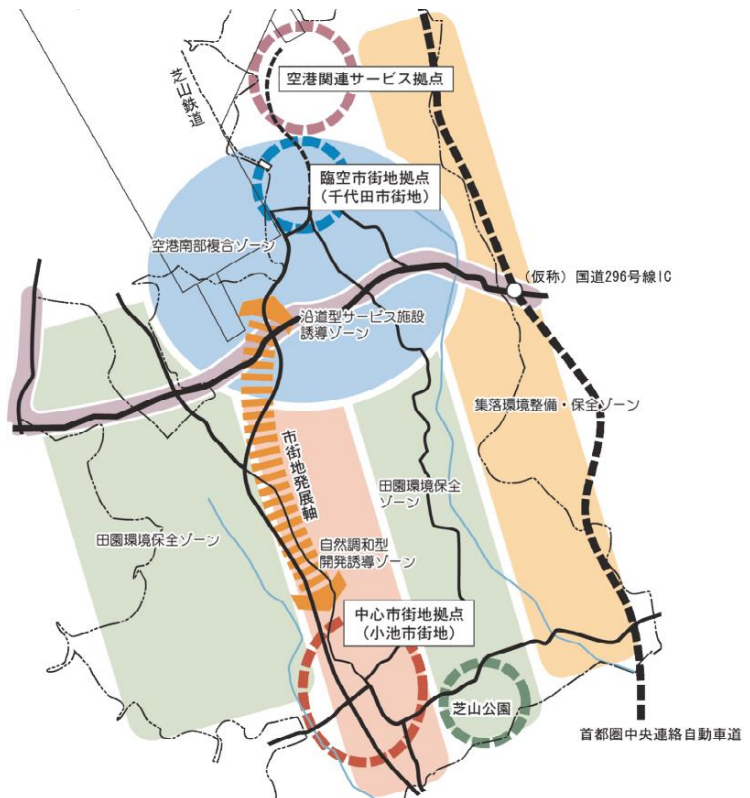 芝山鉄道
空港関連サービス拠点
臨空市街地拠点
（千代田市街地）
空港南部複合ゾーン
（仮称）国道296号線IC
沿道型サービス施設
誘導ゾーン
集落環境整備・保全ゾーン
市街地発展軸
田園環境保全
ゾーン
田園環境保全ゾーン
自然調和型
開発誘導ゾーン
中心市街地拠点
（小池市街地）
芝山公園
首都圏中央連絡自動車道